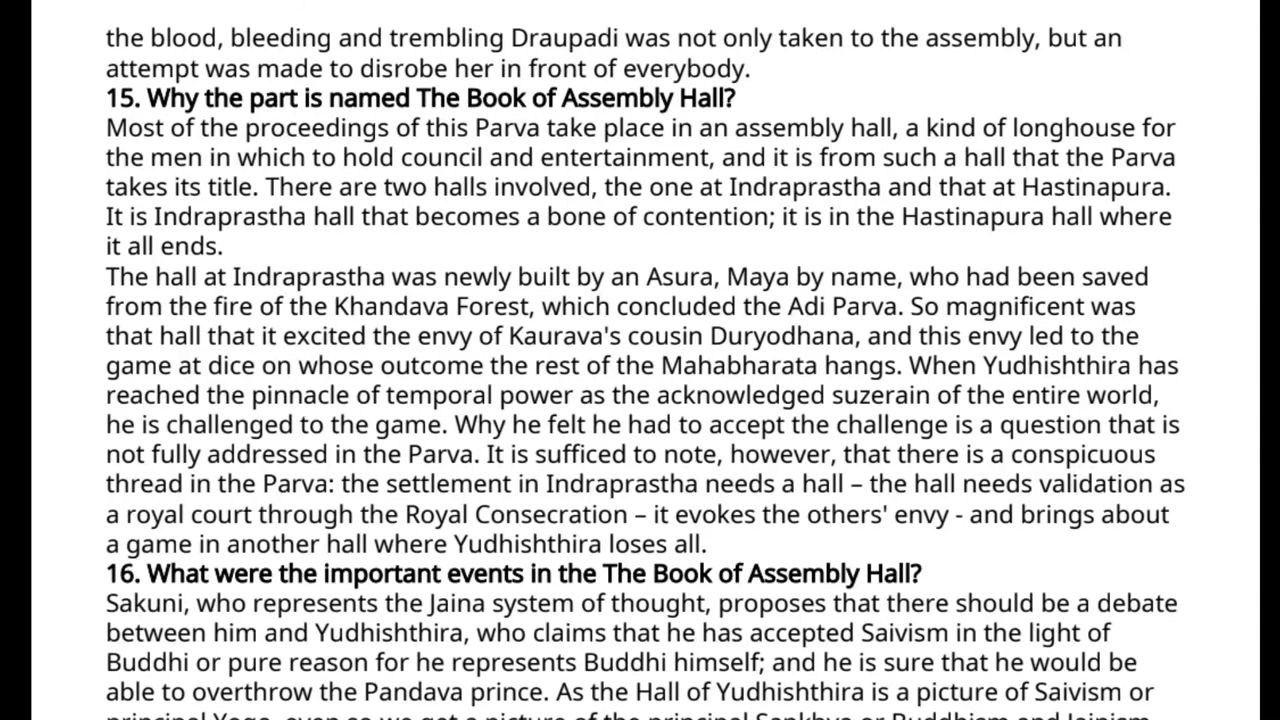 the blood, bleeding and trembling Draupadi was not only taken to the assembly, but an
attempt was made to disrobe her in front of everybody.
15. Why the part is named The Book of Assembly Hall?
Most of the proceedings of this Parva take place in an assembly hall, a kind of longhouse for
the men in which to hold council and entertainment, and it is from such a hall that the Parva
takes its title. There are two halls involved, the one at Indraprastha and that at Hastinapura.
It is Indraprastha hall that becomes a bone of contention; it is in the Hastinapura hall where
it all ends.
The hall at Indraprastha was newly built by an Asura, Maya by name, who had been saved
from the fire of the Khandava Forest, which concluded the Adi Parva. So magnificent was
that hall that it excited the envy of Kaurava's cousin Duryodhana, and this envy led to the
game at dice on whose outcome the rest of the Mahabharata hangs. When Yudhishthira has
reached the pinnacle of temporal power as the acknowledged suzerain of the entire world,
he is challenged to the game. Why he felt he had to accept the challenge is a question that is
not fully addressed in the Parva. It is sufficed to note, however, that there is a conspicuous
thread in the Parva: the settlement in Indraprastha needs a hall – the hall needs validation as
a royal court through the Royal Consecration – it evokes the others' envy - and brings about
a game in another hall where Yudhishthira loses all.
16. What were the important events in the The Book of Assembly Hall?
Sakuni, who represents the Jaina system of thought, proposes that there should be a debate
between him and Yudhishthira, who claims that he has accepted Saivism in the light of
Buddhi or pure reason for he represents Buddhi himself; and he is sure that he would be
able to overthrow the Pandava prince. As the Hall of Yudhishthira is a picture of Saivism or
principal Yoga, even so we get a picture of the principal Sankhya or Buddhism and Jainism